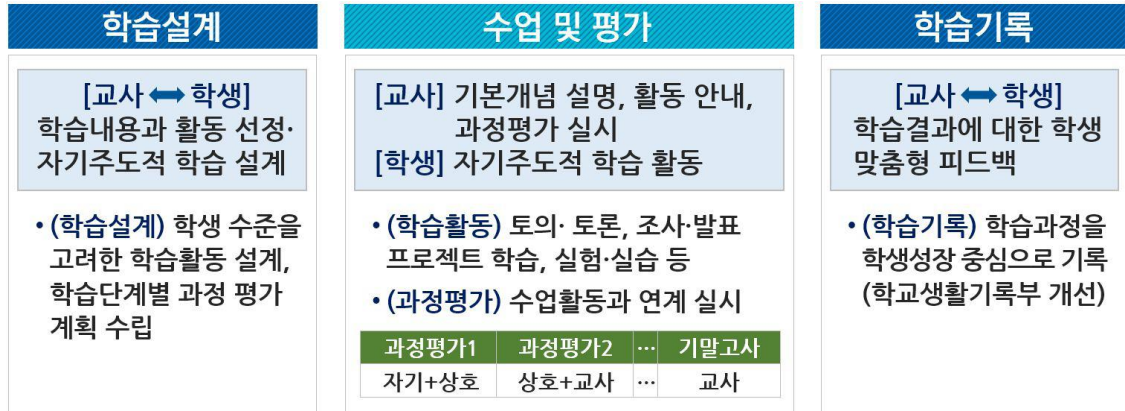 학습설계
[교사 ⟷ 학생]
학습내용과 활동 선정·
자기주도적 학습 설계
• (학습설계) 학생 수준을
고려한 학습활동 설계,
학습단계별 과정 평가
계획 수립
수업 및 평가
[교사] 기본개념 설명, 활동 안내,
과정평가 실시
[학생] 자기주도적 학습 활동
• (학습활동) 토의· 토론, 조사·발표
프로젝트 학습, 실험·실습 등
• (과정평가) 수업활동과 연계 실시
과정평가1 과정평가2 ⋯ 기말고사
자기+상호 상호+교사 ⋯ 교사
학습기록
[교사 ⟷ 학생]
학습결과에 대한 학생
맞춤형 피드백
• (학습기록) 학습과정을
학생성장 중심으로 기록
(학교생활기록부 개선)